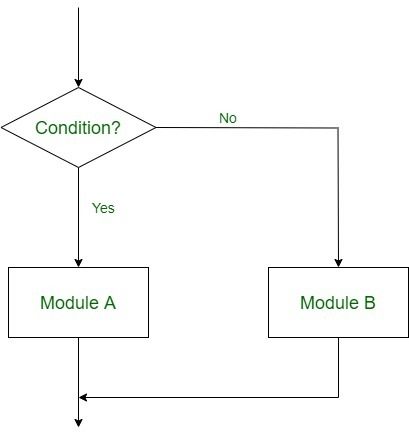 Condition?
No
Yes
Module A
Module B